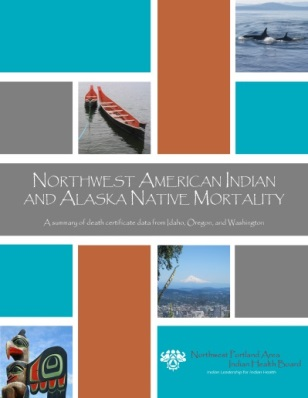 NORTHWEST AMERICAN INDIAN
AND ALASKA NATIVE MORTALITY
A summary of death certificate data from Idaho, Oregon, and Washington
Northwest Portland Area
Indian Health Board
Indian Leadership for Indian Health